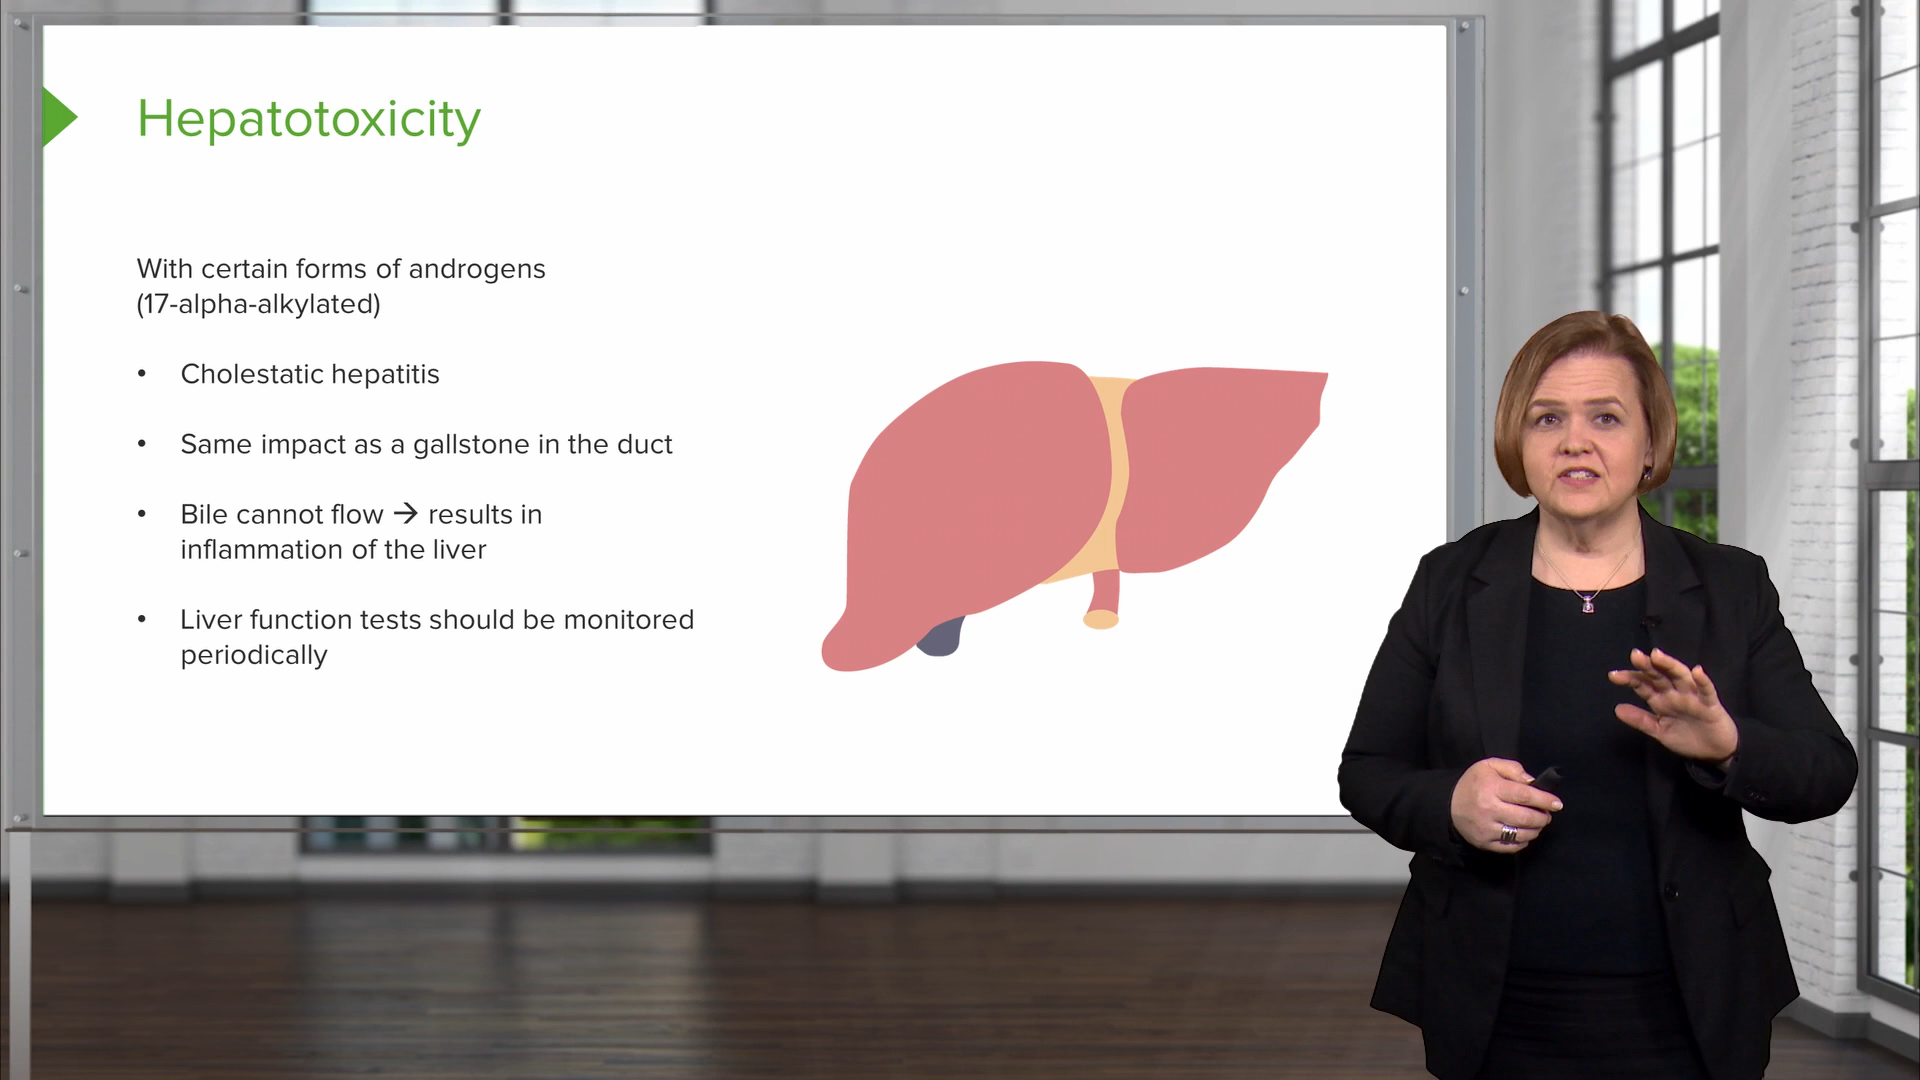 Hepatotoxicity
With certain forms of androgens
(17-alpha-alkylated)
• Cholestatic hepatitis
• Same impact as a gallstone in the duct
• Bile cannot flow → results in
inflammation of the liver
• Liver function tests should be monitored
periodically